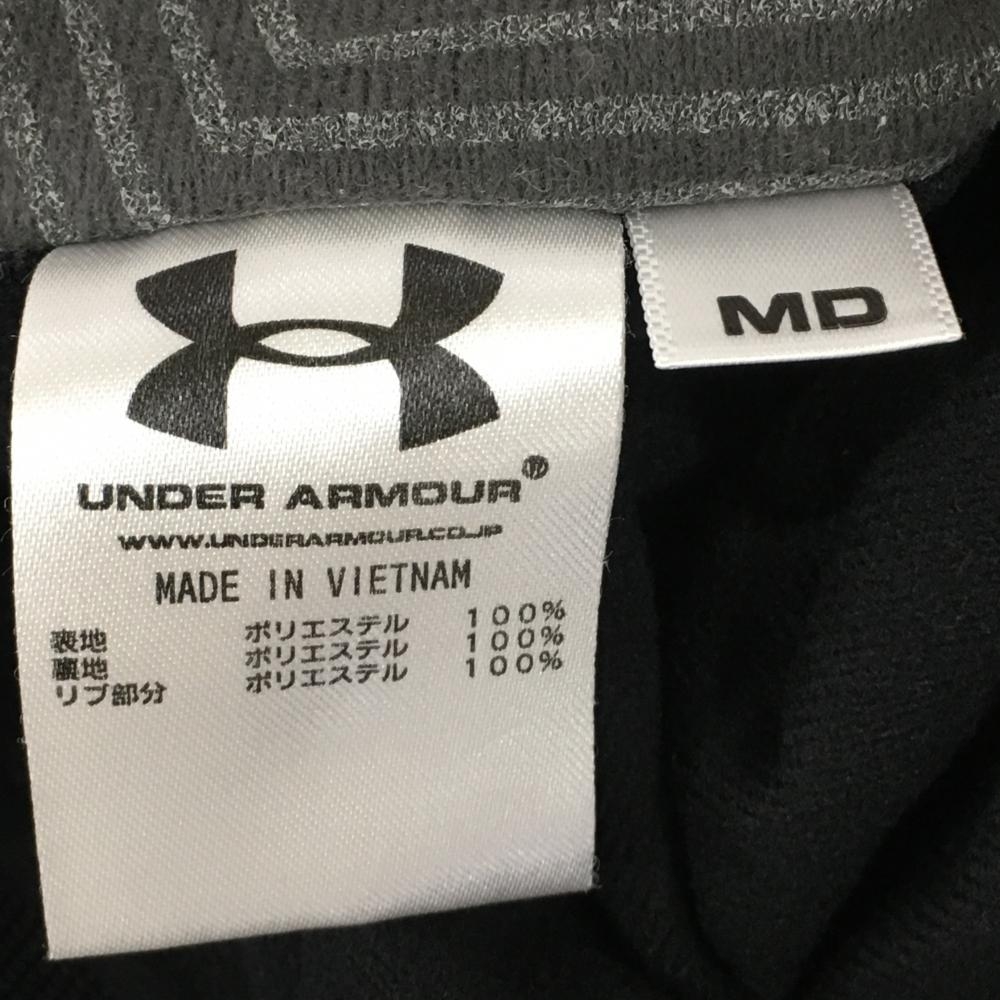 UNDER ARMOUR®
WWW.UNDERARMOUR.CO.JP
MADE IN VIETNAM
表地 ポリエステル 100%
裏地 ポリエステル 100%
リブ部分 ポリエステル 100%
MD